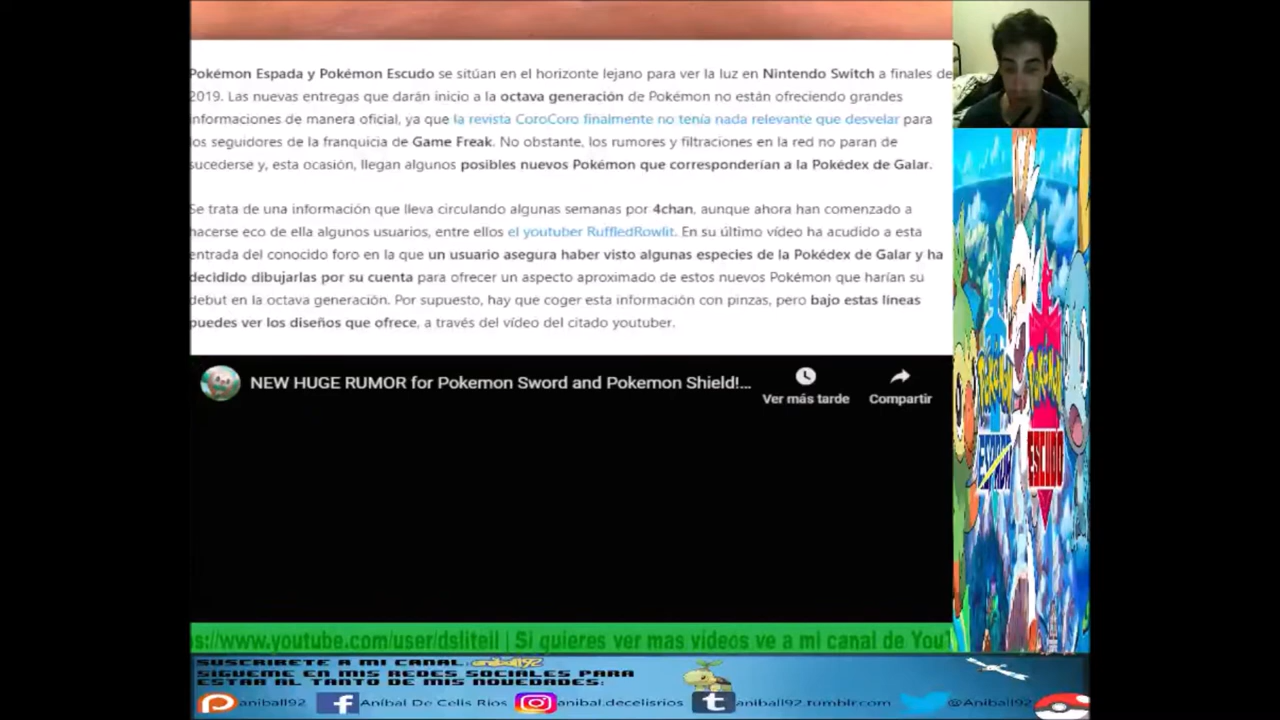 Pokémon Espada y Pokémon Escudo se sitúan en el horizonte lejano para ver la luz en Nintendo Switch a finales de
2019. Las nuevas entregas que darán inicio a la octava generación de Pokémon no están ofreciendo grandes
informaciones de manera oficial, ya que la revista CoroCoro finalmente no tenía nada relevante que desvelar para
los seguidores de la franquicia de Game Freak. No obstante, los rumores y filtraciones en la red no paran de
sucederse y, esta ocasión, llegan algunos posibles nuevos Pokémon que corresponderían a la Pokédex de Galar.
Se trata de una información que lleva circulando algunas semanas por 4chan, aunque ahora han comenzado a
hacerse eco de ella algunos usuarios, entre ellos el youtuber RuffledRowlit. En su último vídeo ha acudido a esta
entrada del conocido foro en la que un usuario asegura haber visto algunas especies de la Pokédex de Galar y ha
decidido dibujarlas por su cuenta para ofrecer un aspecto aproximado de estos nuevos Pokémon que harían su
debut en la octava generación. Por supuesto, hay que coger esta información con pinzas, pero bajo estas líneas
puedes ver los diseños que ofrece, a través del vídeo del citado youtuber.
NEW HUGE RUMOR for Pokemon Sword and Pokemon Shield!...
Ver más tarde
Compartir
POKÉMON ESPADA
POKÉMON ESCUDO
s://www.youtube.com/user/dsliteil | Si quieres ver mas videos ve a mi canal de You
SUSCRIBETE A MI CANAL: aniball92
SIGUEME EN MIS REDES SOCIALES PARA
ESTAR AL TANTO DE MIS NOVEDADES:
aniball92
Aníbal De Celis Rios
anibal.decelisrios
aniball92.tumblr.com
@Aniball92